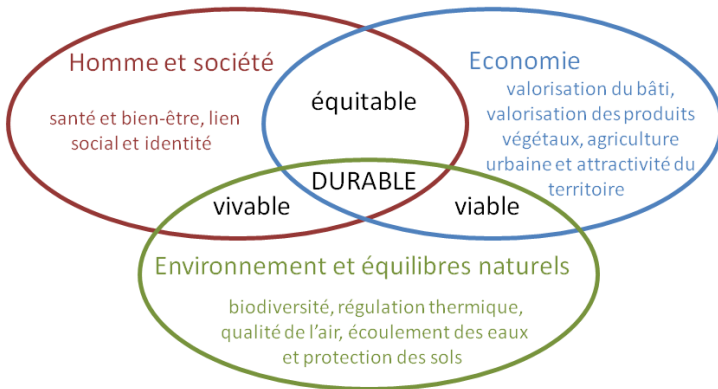 Homme et société
santé et bien-être, lien
social et identité
équitable
Economie
valorisation du bâti,
valorisation des produits
végétaux, agriculture
urbaine et attractivité du
territoire
DURABLE
vivable
viable
Environnement et équilibres naturels
biodiversité, régulation thermique,
qualité de l’air, écoulement des eaux
et protection des sols